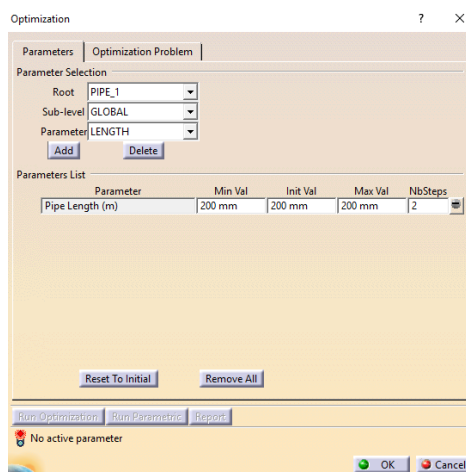 Optimization ? ×
Parameters Optimization Problem
Parameter Selection
Root PIPE_1
Sub-level GLOBAL
Parameter LENGTH
Add Delete
Parameters List
Parameter Min Val Init Val Max Val NbSteps
Pipe Length (m) 200 mm 200 mm 200 mm 2
Reset To Initial Remove All
Run Optimization Run Parametric Report
No active parameter
OK Cancel